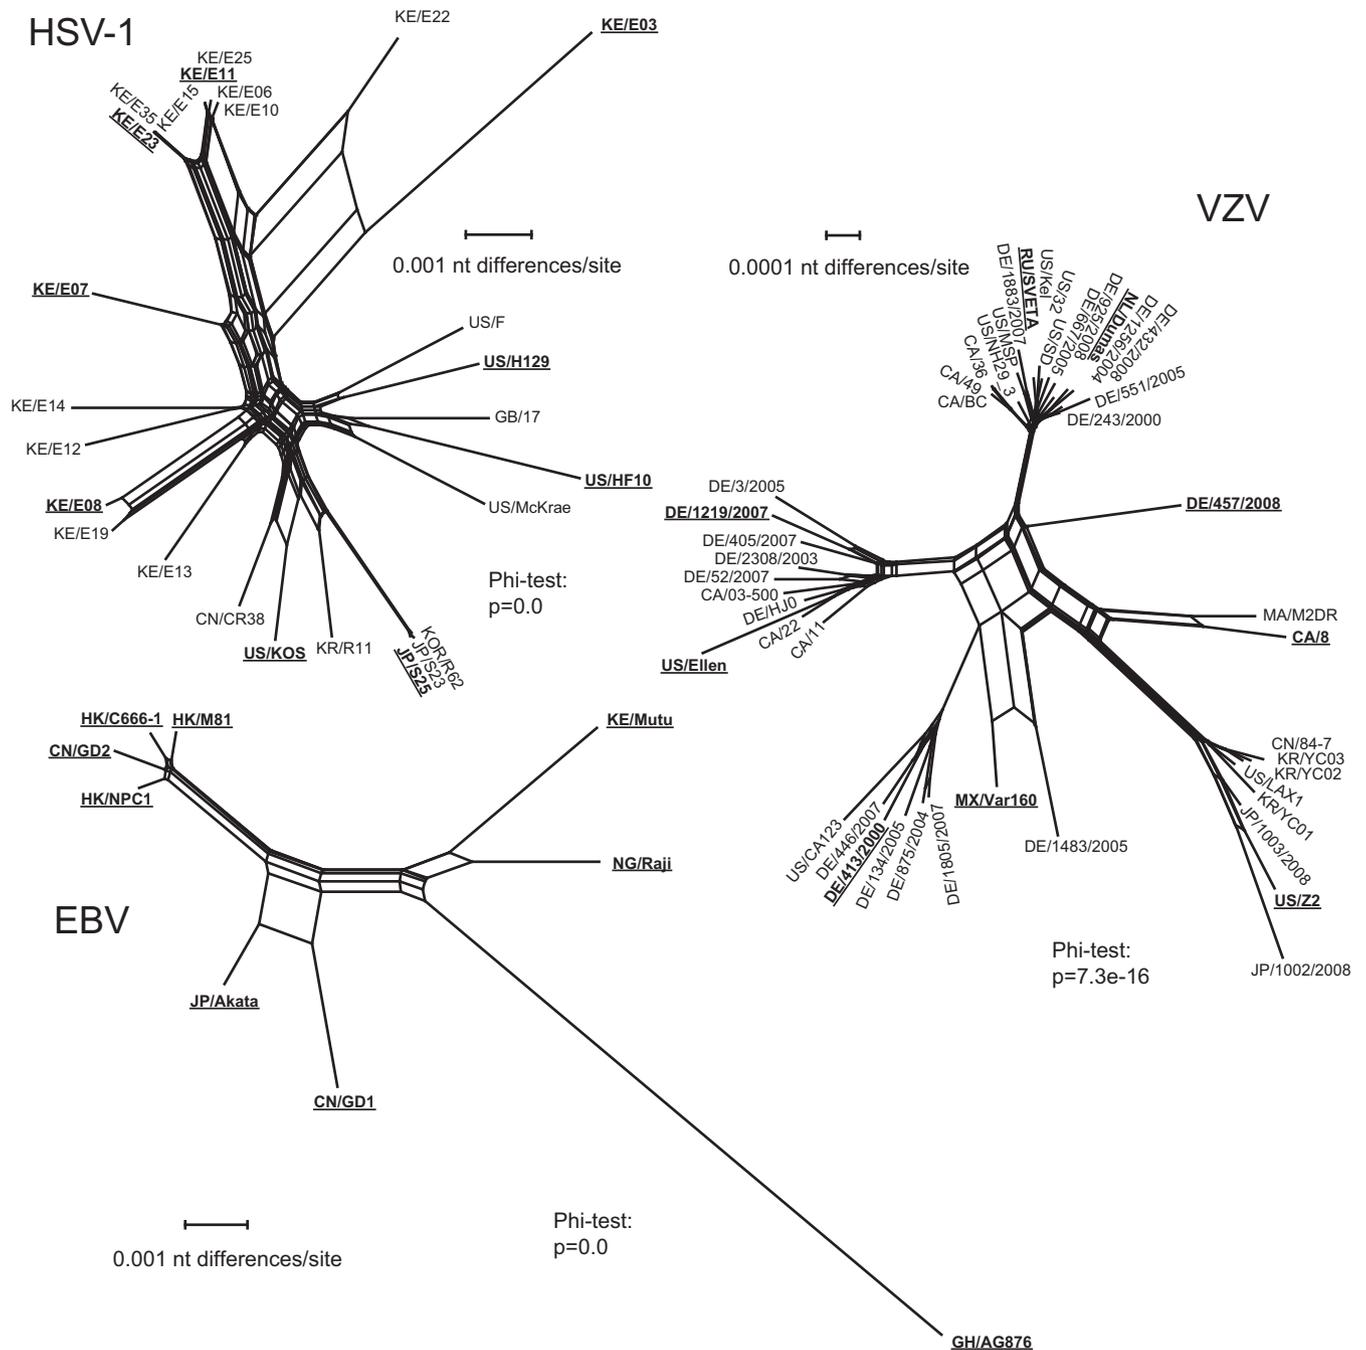 HSV-1
KE/E22
KE/E03
KE/E25
KE/E11
KE/E06
KE/E10
KE/E15
KE/E35
KE/E23
0.001 nt differences/site
KE/E07
US/F
US/H129
KE/E14
GB/17
KE/E12
US/HF10
KE/E08
US/McKrae
KE/E19
KE/E13
Phi-test:
p=0.0
CN/CR38
US/KOS
KR/R11
KOR/R62
JP/S23
JP/S25
VZV
0.0001 nt differences/site
DE/1883/2007
RU/SVETA
US/Kel
US/32
US/SD
DE/667/2005
DE/925/2008
NL/Dumas
DE/1256/2004
DE/432/2008
US/MSP
US/NH29_3
CA/36
CA/49
CA/BC
DE/551/2005
DE/243/2000
DE/3/2005
DE/1219/2007
DE/457/2008
DE/405/2007
DE/2308/2003
DE/52/2007
CA/03-500
DE/HJ0
CA/22
CA/11
US/Ellen
MA/M2DR
CA/8
CN/84-7
KR/YC03
KR/YC02
US/LAX1
KR/YC01
JP/1003/2008
US/Z2
JP/1002/2008
MX/Var160
DE/1483/2005
US/CA123
DE/446/2007
DE/413/2000
DE/134/2005
DE/875/2004
DE/1805/2007
Phi-test:
p=7.3e-16
HK/C666-1
HK/M81
KE/Mutu
CN/GD2
HK/NPC1
NG/Raji
EBV
JP/Akata
CN/GD1
0.001 nt differences/site
Phi-test:
p=0.0
GH/AG876